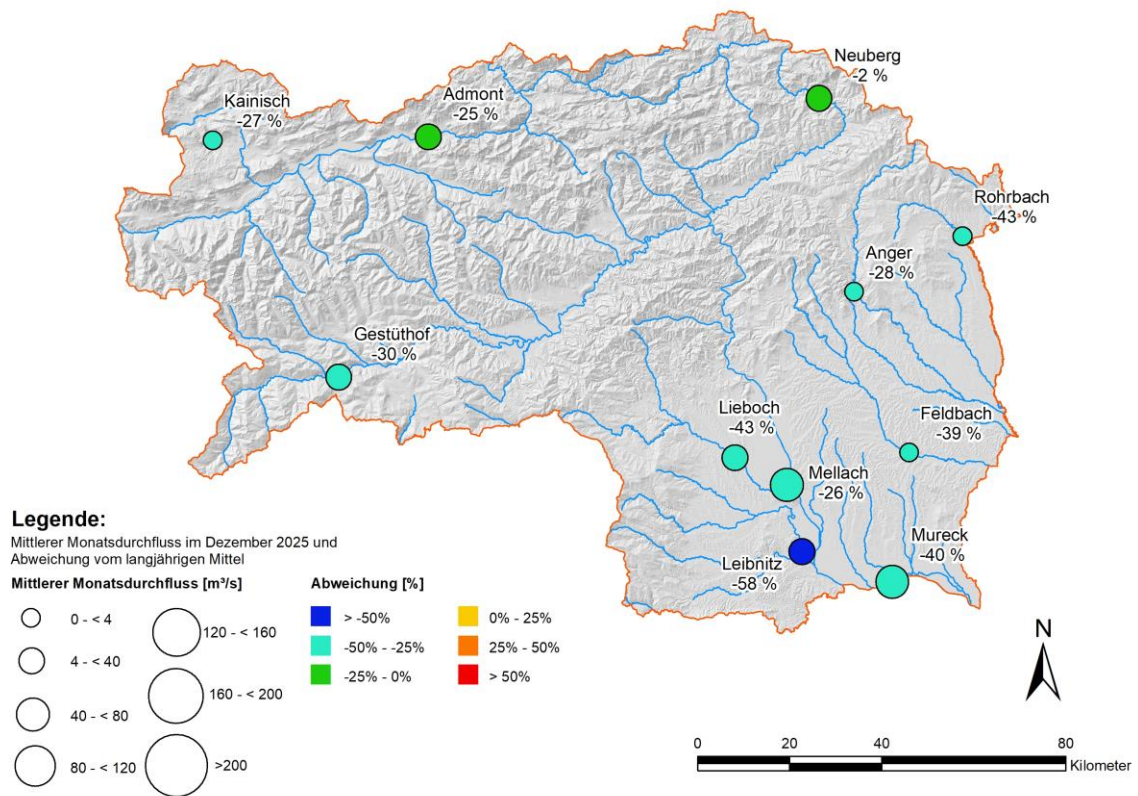 Neuberg
-2 %
Kainisch
-27 %
Admont
-25 %
Rohrbach
-43 %
Anger
-28 %
Gestüthof
-30 %
Lieboch
-43 %
Feldbach
-39 %
Mellach
-26 %
Mureck
-40 %
Leibnitz
-58 %
Legende:
Mittlerer Monatsdurchfluss im Dezember 2025 und
Abweichung vom langjährigen Mittel
Mittlerer Monatsdurchfluss [m³/s]
0 - < 4
4 - < 40
40 - < 80
80 - < 120
120 - < 160
160 - < 200
>200
Abweichung [%]
> -50%
-50% - -25%
-25% - 0%
0% - 25%
25% - 50%
> 50%
N
0 20 40 80
Kilometer